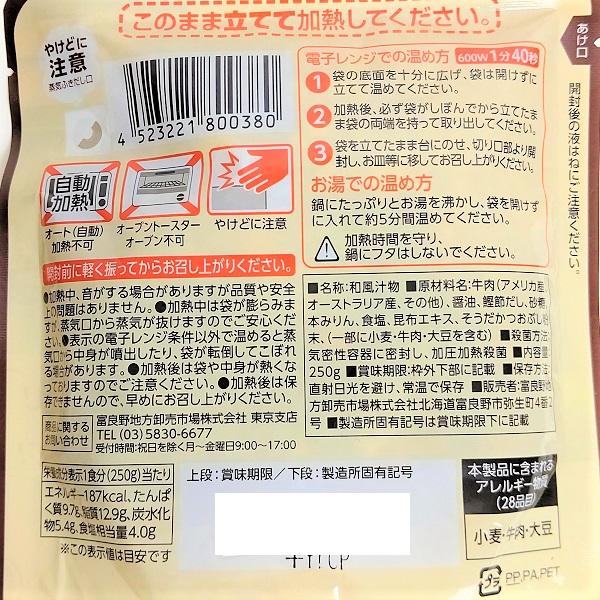 このまま立てて加熱してください。
やけどに
注意
蒸気ふきだし口
4 523221 800380
あけ口
開封後の液はねにご注意ください。
電子レンジでの温め方 600W 1分40秒
1 袋の底面を十分に広げ、袋は開けずに
立てて温めてください。
2 加熱後、必ず袋がしぼんでから立てたま
ま袋の両端を持って取り出してください。
3 袋を立てたまま台にのせ、切り口部より開
封し、お皿等に移してお召し上がりください。
お湯での温め方
鍋にたっぷりとお湯を沸かし、袋を開けず
に入れて約5分間温めてください。
加熱時間を守り、
鍋にフタはしないでください。
自動
加熱
オート(自動)
加熱不可
オーブントースター
オーブン不可
やけどに注意
開封前に軽く振ってからお召し上がりください。
●加熱中、音がする場合がありますが品質や安全
上の問題はありません。●加熱中は袋が膨らみま
すが、蒸気口から蒸気が抜けますのでご安心くだ
さい。●表示の電子レンジ条件以外で温めると蒸
気口から中身が噴出したり、袋が転倒してこぼれ
る場合があります。●加熱後は袋や中身が熱くな
っておりますのでご注意ください。●加熱後は保
存できませんので、早めにお召し上がりください。
商品に関する
お問い合わせ
富良野地方卸売市場株式会社 東京支店
TEL (03) 5830-6677
受付時間:祝日を除く月~金曜日9:00~17:00
■名称:和風汁物 ■原材料名:牛肉(アメリカ産、
オーストラリア産、その他)、醤油、鰹節だし、砂糖、
本みりん、食塩、昆布エキス、そうだかつおぶし粉
末、(一部に小麦・牛肉・大豆を含む) ■殺菌方法:
気密性容器に密封し、加圧加熱殺菌 ■内容量:
250g ■賞味期限:枠外下部に記載 ■保存方法:
直射日光を避け、常温で保存 ■販売者:富良野地
方卸売市場株式会社北海道富良野市弥生町4番2
号 ■製造所固有記号は賞味期限下に記載
栄養成分表示1食分(250g)当たり
エネルギー187kcal、たんぱ
く質9.7g、脂質12.9g、炭水化
物5.4g、食塩相当量4.0g
※この表示値は目安です
上段:賞味期限/下段:製造所固有記号
本製品に含まれる
アレルギー物質
(28品目)
小麦・牛肉・大豆
プラ PP,PA,PET